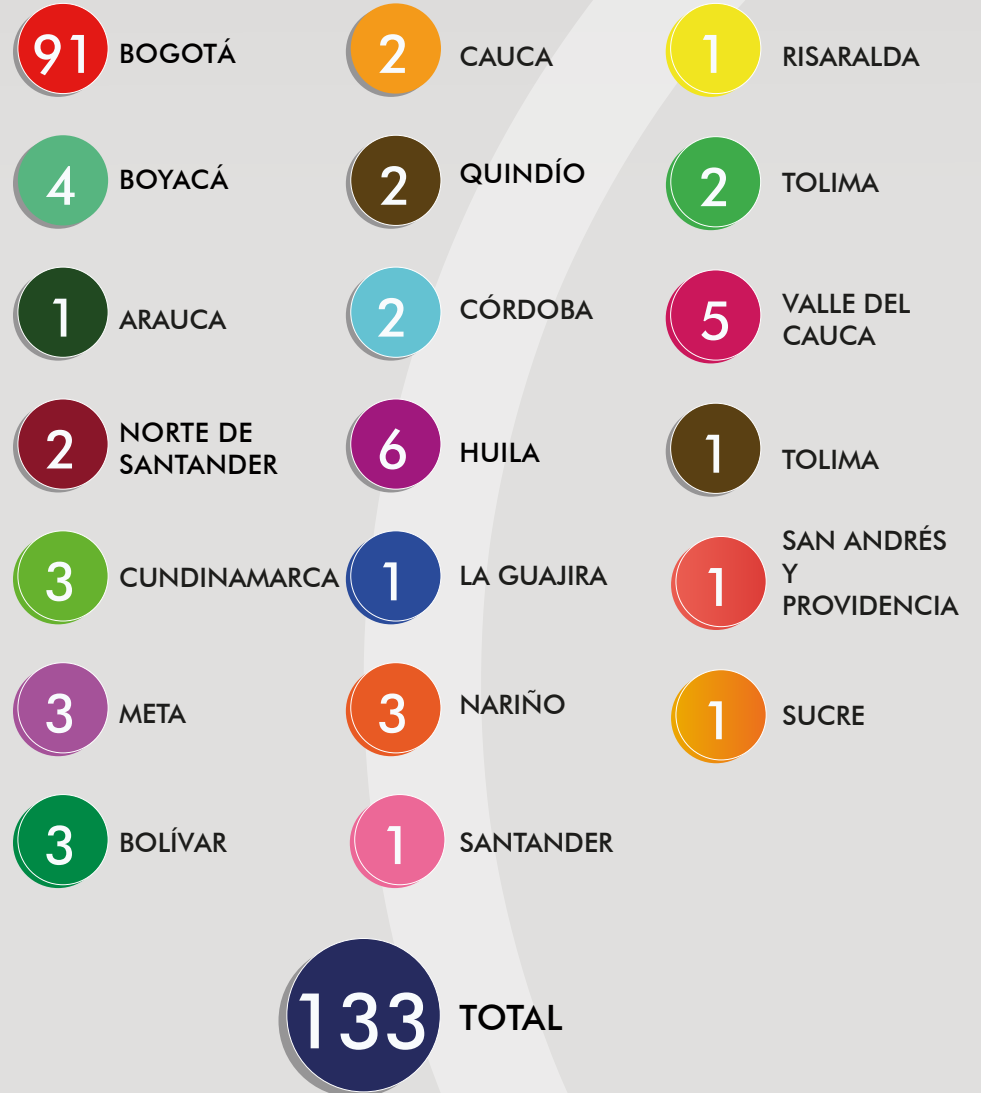 91 BOGOTÁ
4 BOYACÁ
1 ARAUCA
2 NORTE DE
SANTANDER
3 CUNDINAMARCA
3 META
3 BOLÍVAR
2 CAUCA
2 QUINDÍO
2 CÓRDOBA
6 HUILA
1 LA GUAJIRA
3 NARIÑO
1 SANTANDER
1 RISARALDA
2 TOLIMA
5 VALLE DEL
CAUCA
1 TOLIMA
1 SAN ANDRÉS
Y
PROVIDENCIA
1 SUCRE
133 TOTAL